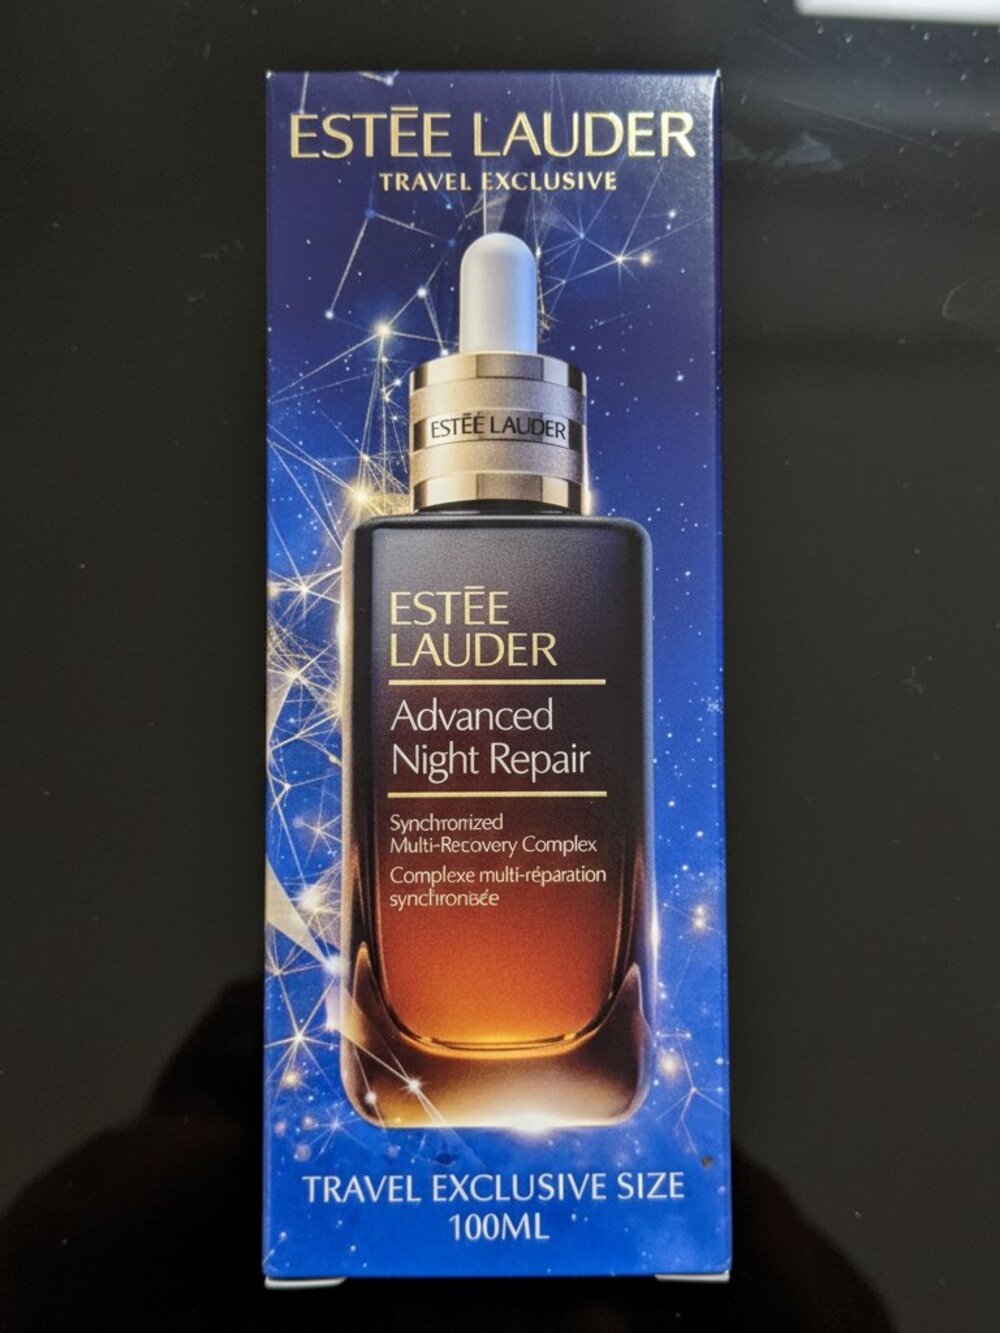 ESTĒE LAUDER
TRAVEL EXCLUSIVE
ESTĒE LAUDER
ESTĒE
LAUDER
Advanced
Night Repair
Synchronized
Multi-Recovery Complex
Complexe multi-réparation
synchronisée
TRAVEL EXCLUSIVE SIZE
100ML